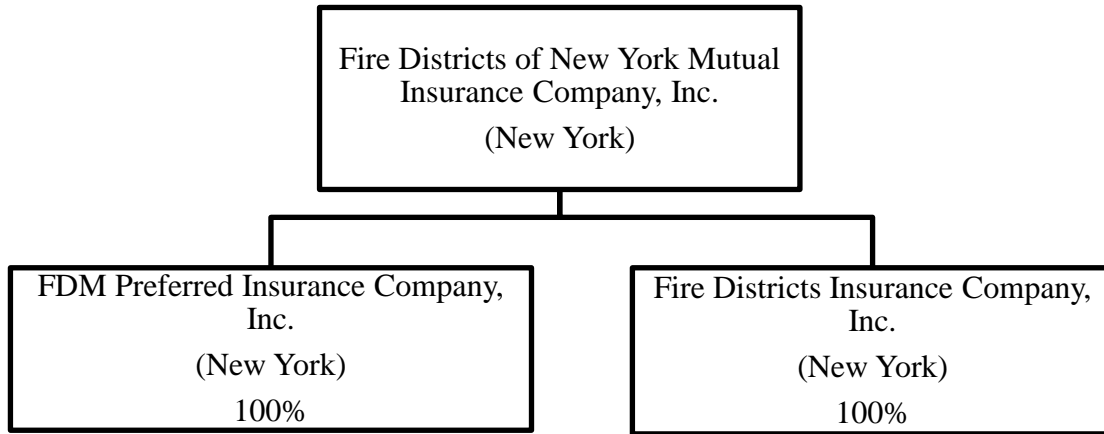 Fire Districts of New York Mutual
Insurance Company, Inc.
(New York)
FDM Preferred Insurance Company,
Inc.
(New York)
100%
Fire Districts Insurance Company,
Inc.
(New York)
100%